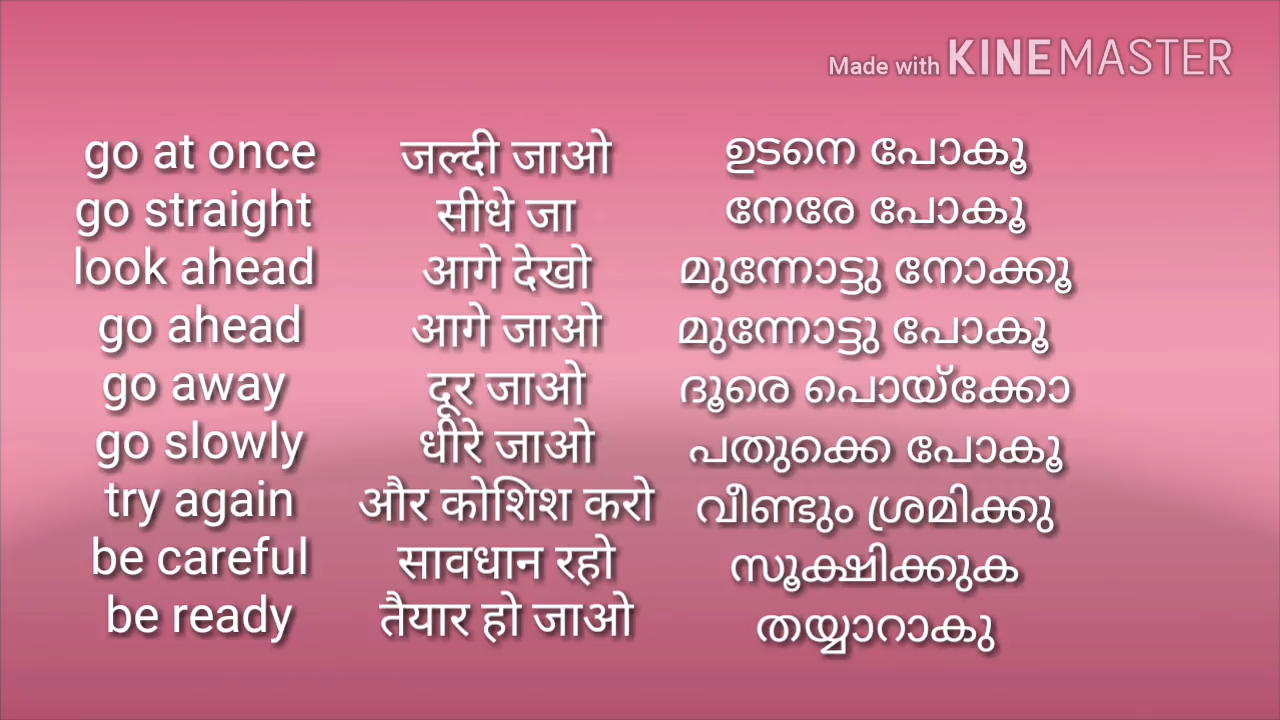 Made with KINEMASTER
go at once जल्दी जाओ ഉടനെ പോകൂ
go straight सीधे जा നേരേ പോകൂ
look ahead आगे देखो മുന്നോട്ടു നോക്കൂ
go ahead आगे जाओ മുന്നോട്ടു പോകൂ
go away दूर जाओ ദൂരെ പൊയ്ക്കോ
go slowly धीरे जाओ പതുക്കെ പോകൂ
try again और कोशिश करो വീണ്ടും ശ്രമിക്കു
be careful सावधान रहो സൂക്ഷിക്കുക
be ready तैयार हो जाओ തയ്യാറാകു